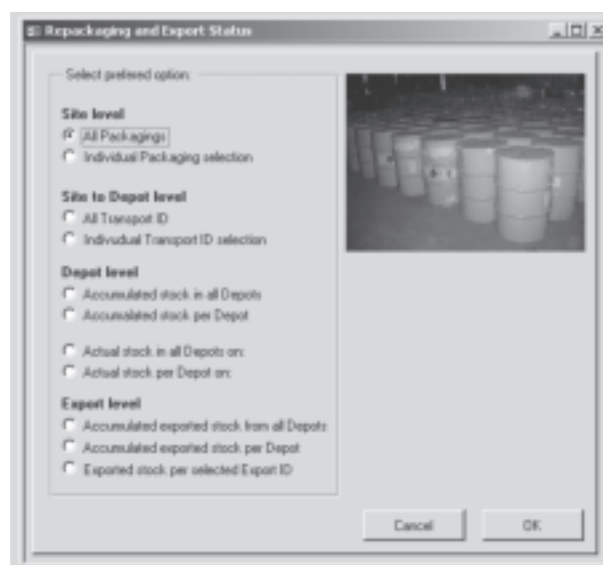 Repackaging and Export Status
Select prefered option:
Site level
All Packagings
Individual Packaging selection
Site to Depot level
All Transport ID
Indivudual Transport ID selection
Depot level
Accumulated stock in all Depots
Accumalated stock per Depot
Actual stock in all Depots on:
Actual stock per Depot on:
Export level
Accumulated exported stock from all Depots
Accumulated exported stock per Depot
Exported stock per selected Export ID
Cancel
OK